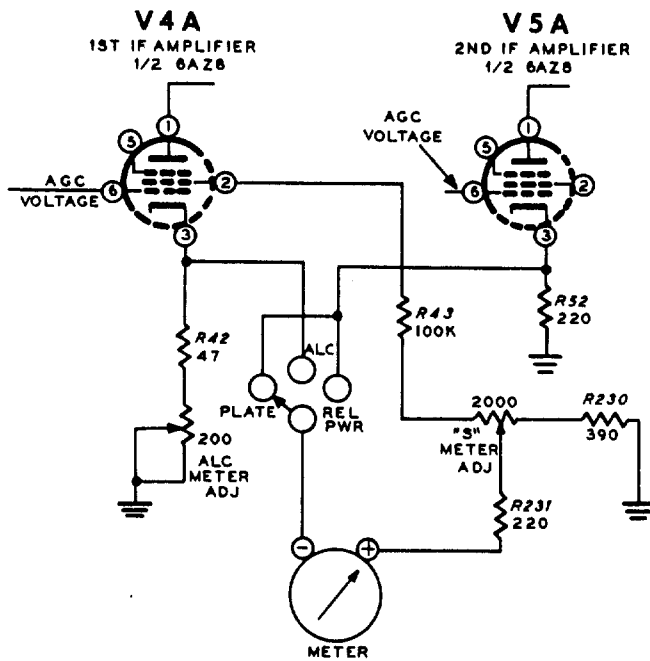 V4A
1ST IF AMPLIFIER
1/2 6AZ8
V5A
2ND IF AMPLIFIER
1/2 6AZ8
AGC
VOLTAGE
1
5
2
6
3
AGC
VOLTAGE
1
5
2
6
3
R42
47
200
ALC
METER
ADJ
ALC
PLATE
REL
PWR
R43
100K
R52
220
2000
"S"
METER
ADJ
R230
390
R231
220
-
+
METER